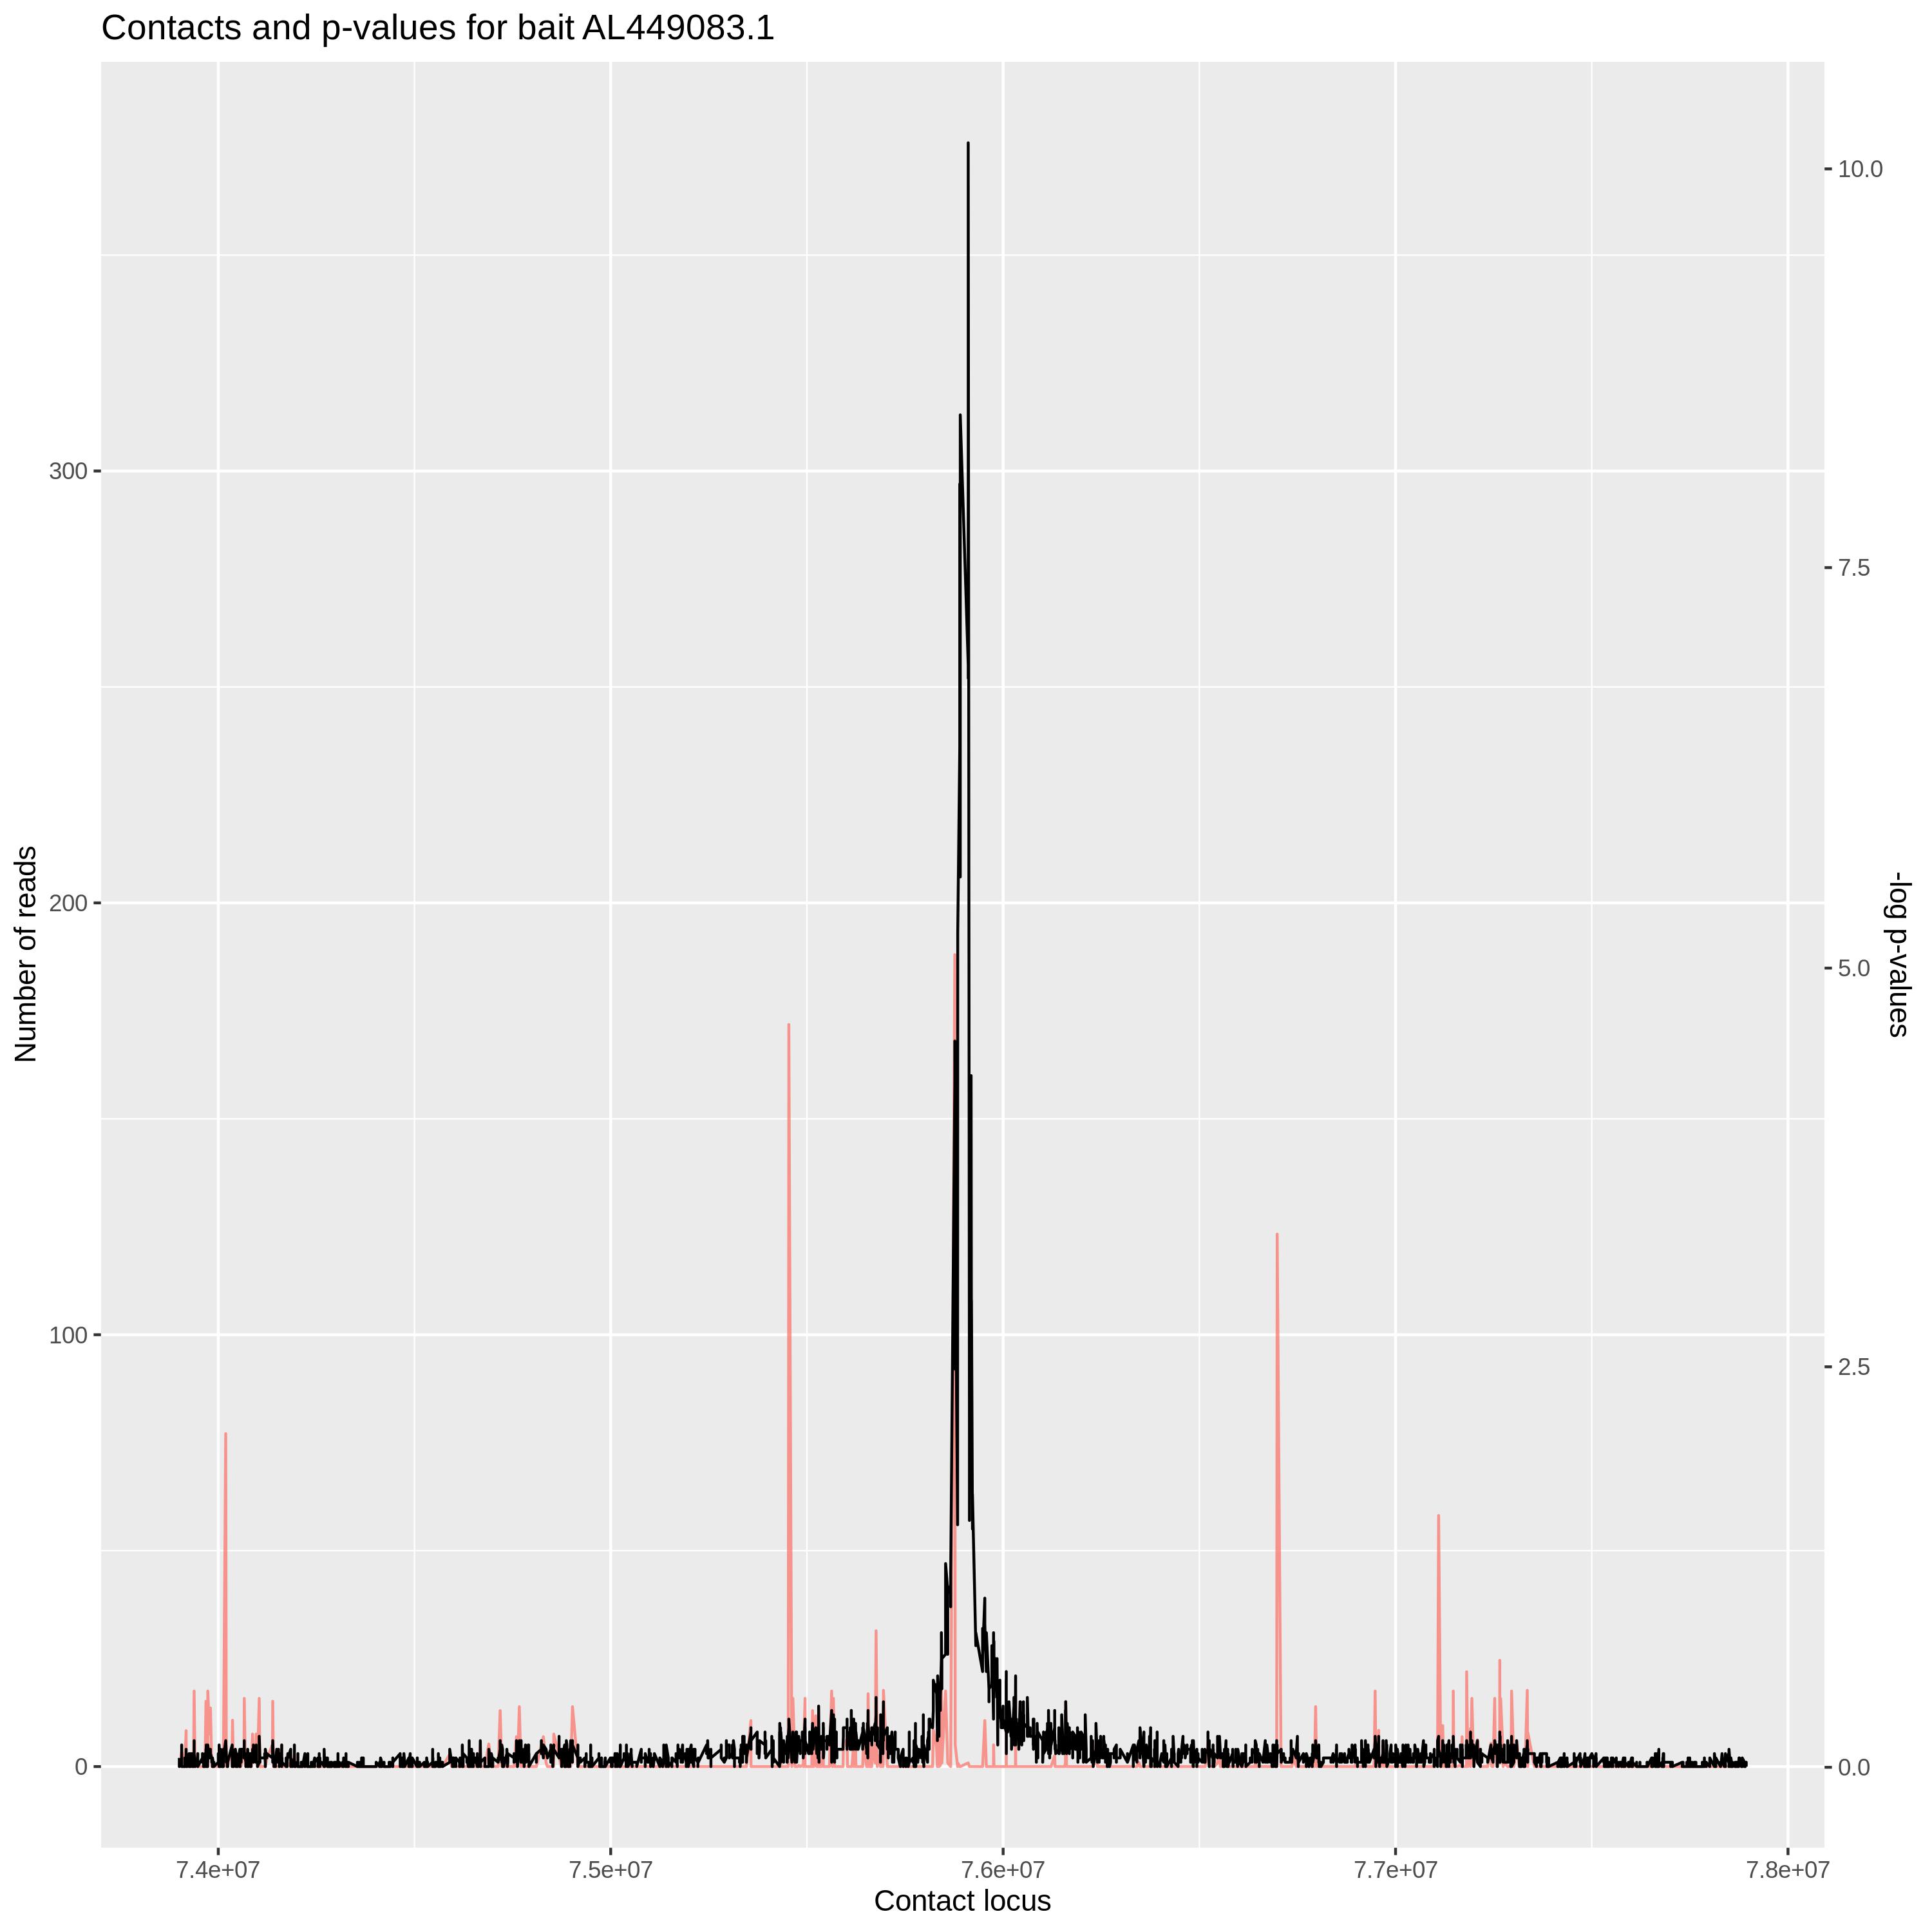 Contacts and p-values for bait AL449083.1
Number of reads
300
200
100
0
10.0
7.5
5.0
2.5
0.0
-log p-values
7.4e+07
7.5e+07
7.6e+07
7.7e+07
7.8e+07
Contact locus